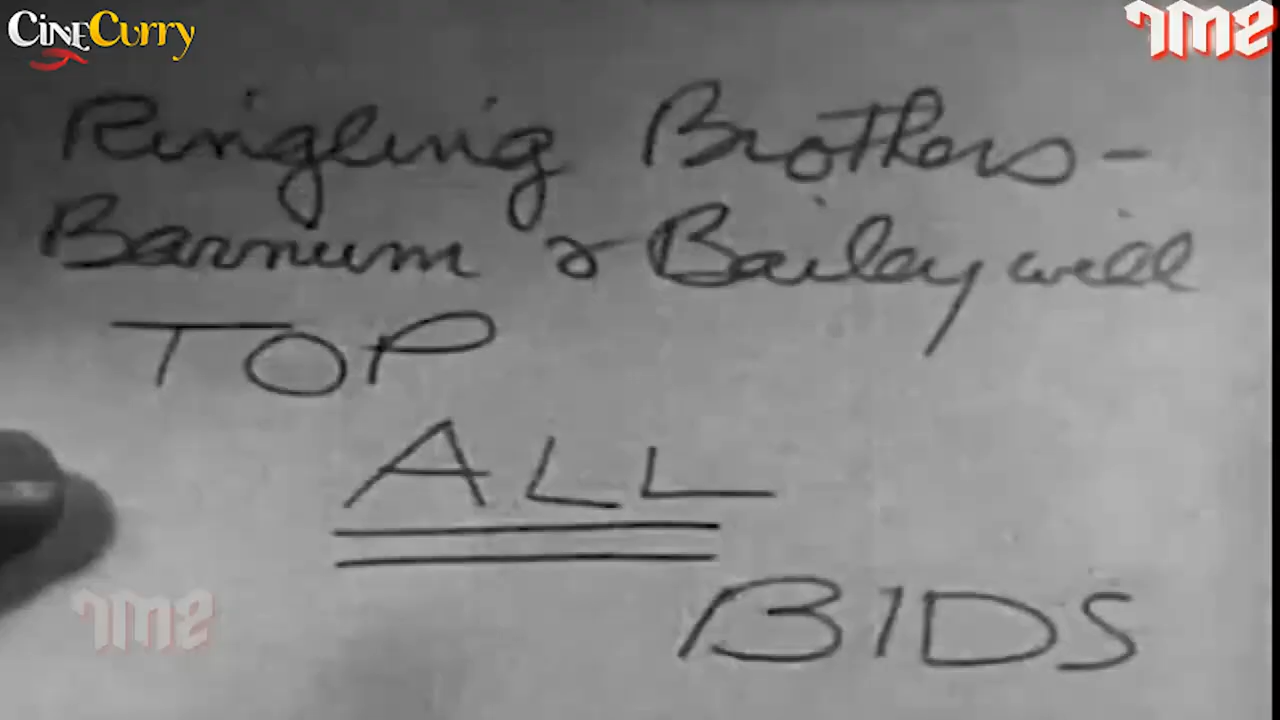 CINECURRY
Ringling Brothers -
Barnum & Bailey will
TOP
ALL
BIDS